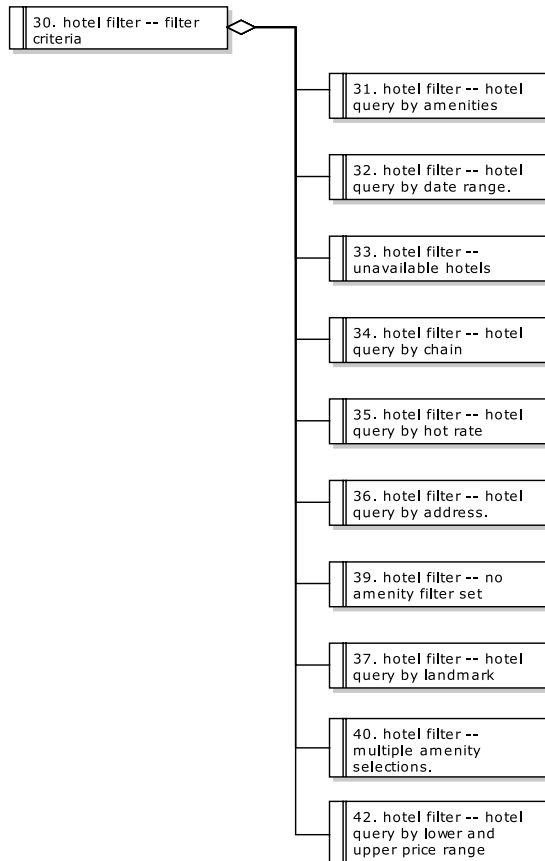 30. hotel filter -- filter
criteria
31. hotel filter -- hotel
query by amenities
32. hotel filter -- hotel
query by date range.
33. hotel filter --
unavailable hotels
34. hotel filter -- hotel
query by chain
35. hotel filter -- hotel
query by hot rate
36. hotel filter -- hotel
query by address.
39. hotel filter -- no
amenity filter set
37. hotel filter -- hotel
query by landmark
40. hotel filter --
multiple amenity
selections.
42. hotel filter -- hotel
query by lower and
upper price range